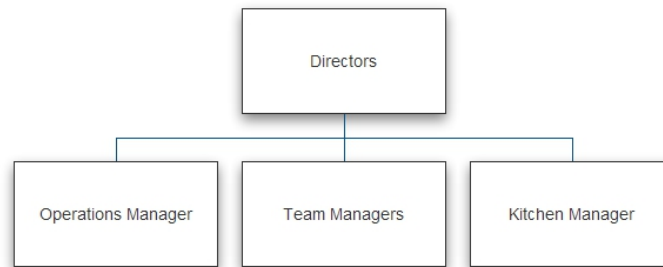 Directors
Operations Manager
Team Managers
Kitchen Manager